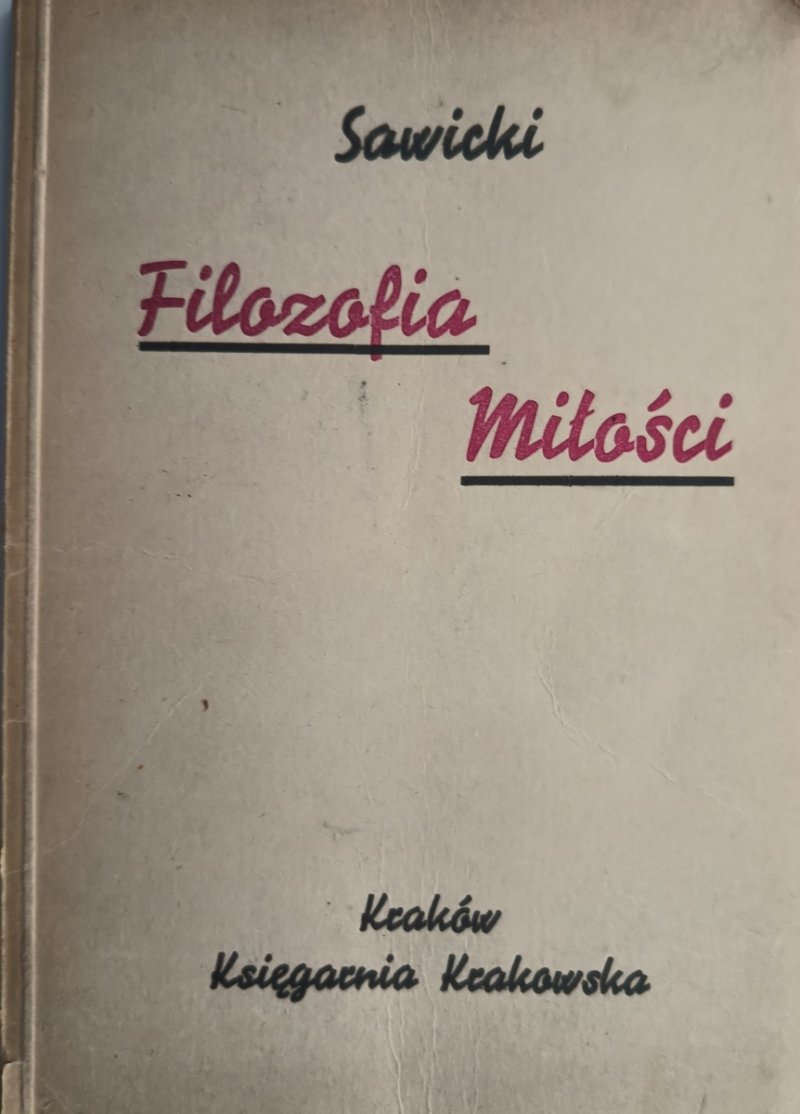 Sawicki
Filozofia
Miłości
Kraków
Księgarnia Krakowska